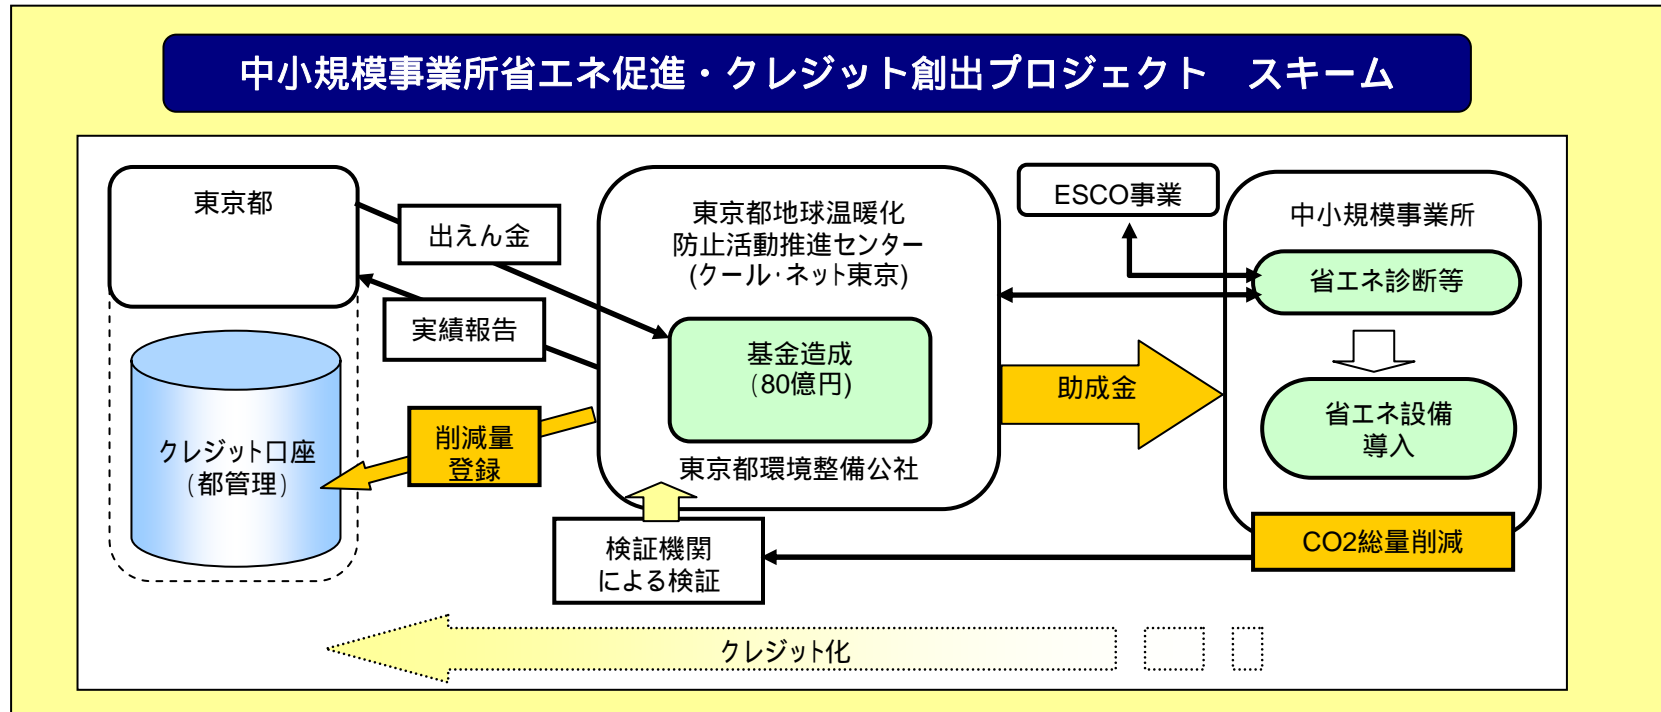 中小規模事業所省エネ促進・クレジット創出プロジェクト　スキーム
東京都
出えん金
実績報告
クレジット口座
(都管理)
削減量
登録
東京都地球温暖化
防止活動推進センター
(クール・ネット東京)
基金造成
(80億円)
東京都環境整備公社
検証機関
による検証
助成金
ESCO事業
中小規模事業所
省エネ診断等
省エネ設備
導入
CO2総量削減
クレジット化